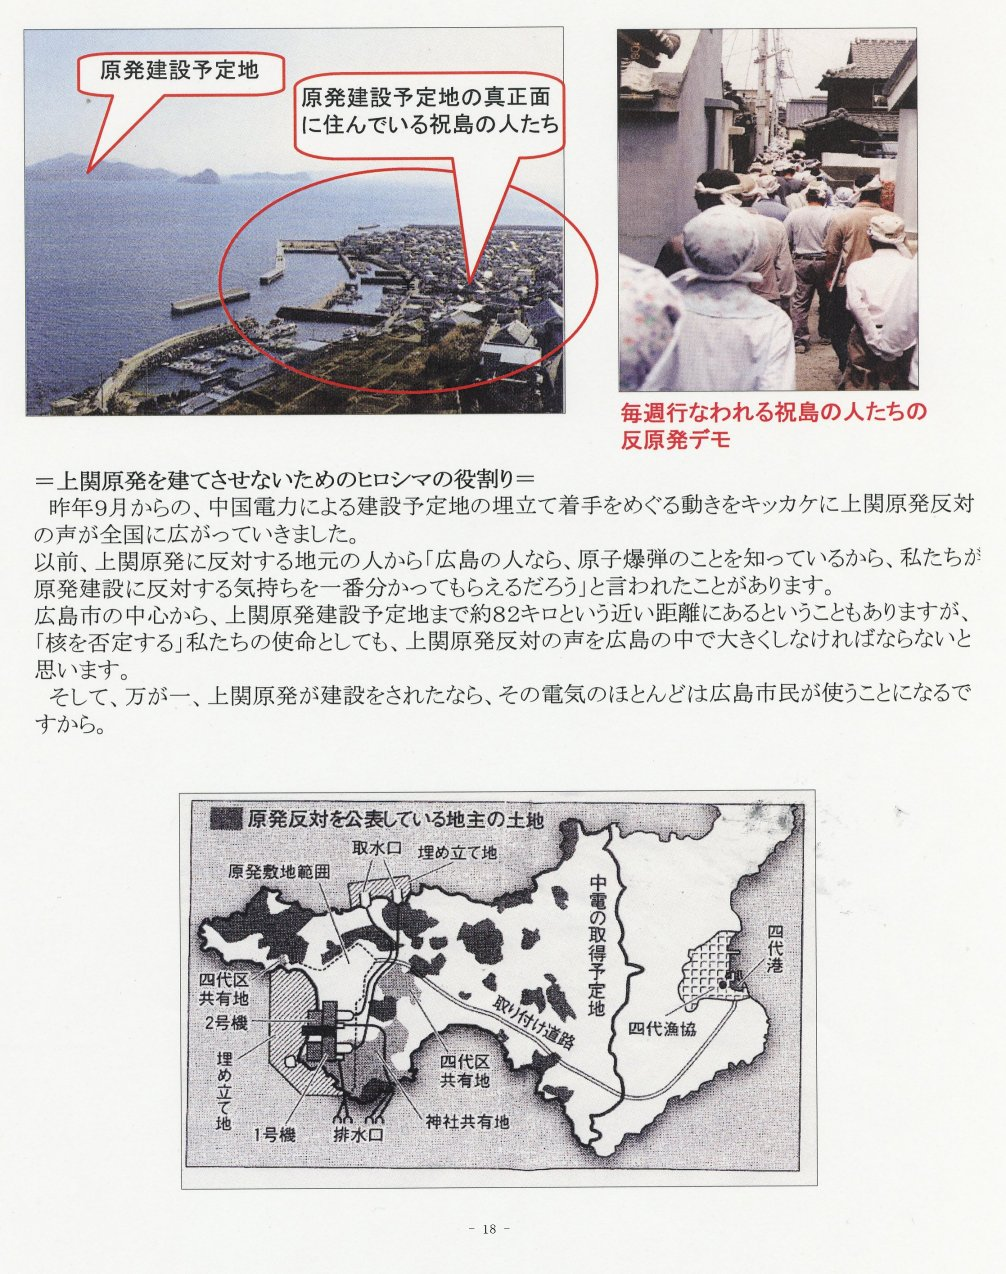 原発建設予定地
原発建設予定地の真正面
に住んでいる祝島の人たち
毎週行なわれる祝島の人たちの
反原発デモ
＝上関原発を建てさせないためのヒロシマの役割り＝
昨年9月からの、中国電力による建設予定地の埋立て着手をめぐる動きをキッカケに上関原発反対
の声が全国に広がっていきました。
以前、上関原発に反対する地元の人から「広島の人なら、原子爆弾のことを知っているから、私たちが
原発建設に反対する気持ちを一番分かってもらえるだろう」と言われたことがあります。
広島市の中心から、上関原発建設予定地まで約82キロという近い距離にあるということもありますが、
「核を否定する」私たちの使命としても、上関原発反対の声を広島の中で大きくしなければならないと
思います。
そして、万が一、上関原発が建設をされたなら、その電気のほとんどは広島市民が使うことになるで
すから。
原発反対を公表している地主の土地
取水口
埋め立て地
原発敷地範囲
中電の取得予定地
四代港
四代区
共有地
2号機
取り付け道路
四代漁協
埋め立て地
四代区
共有地
神社共有地
1号機
排水口
- 18 -